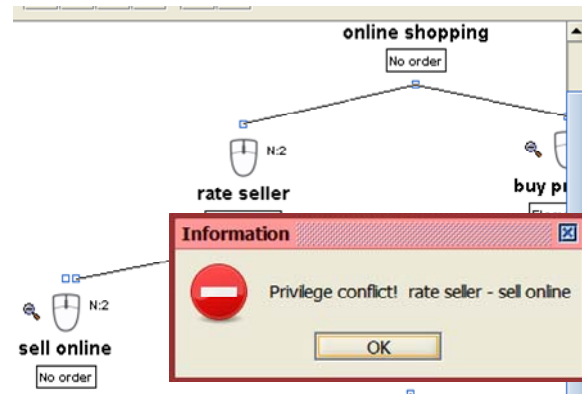 online shopping
No order
N:2
rate seller
buy
Information
Privilege conflict! rate seller - sell online
OK
N:2
sell online
No order